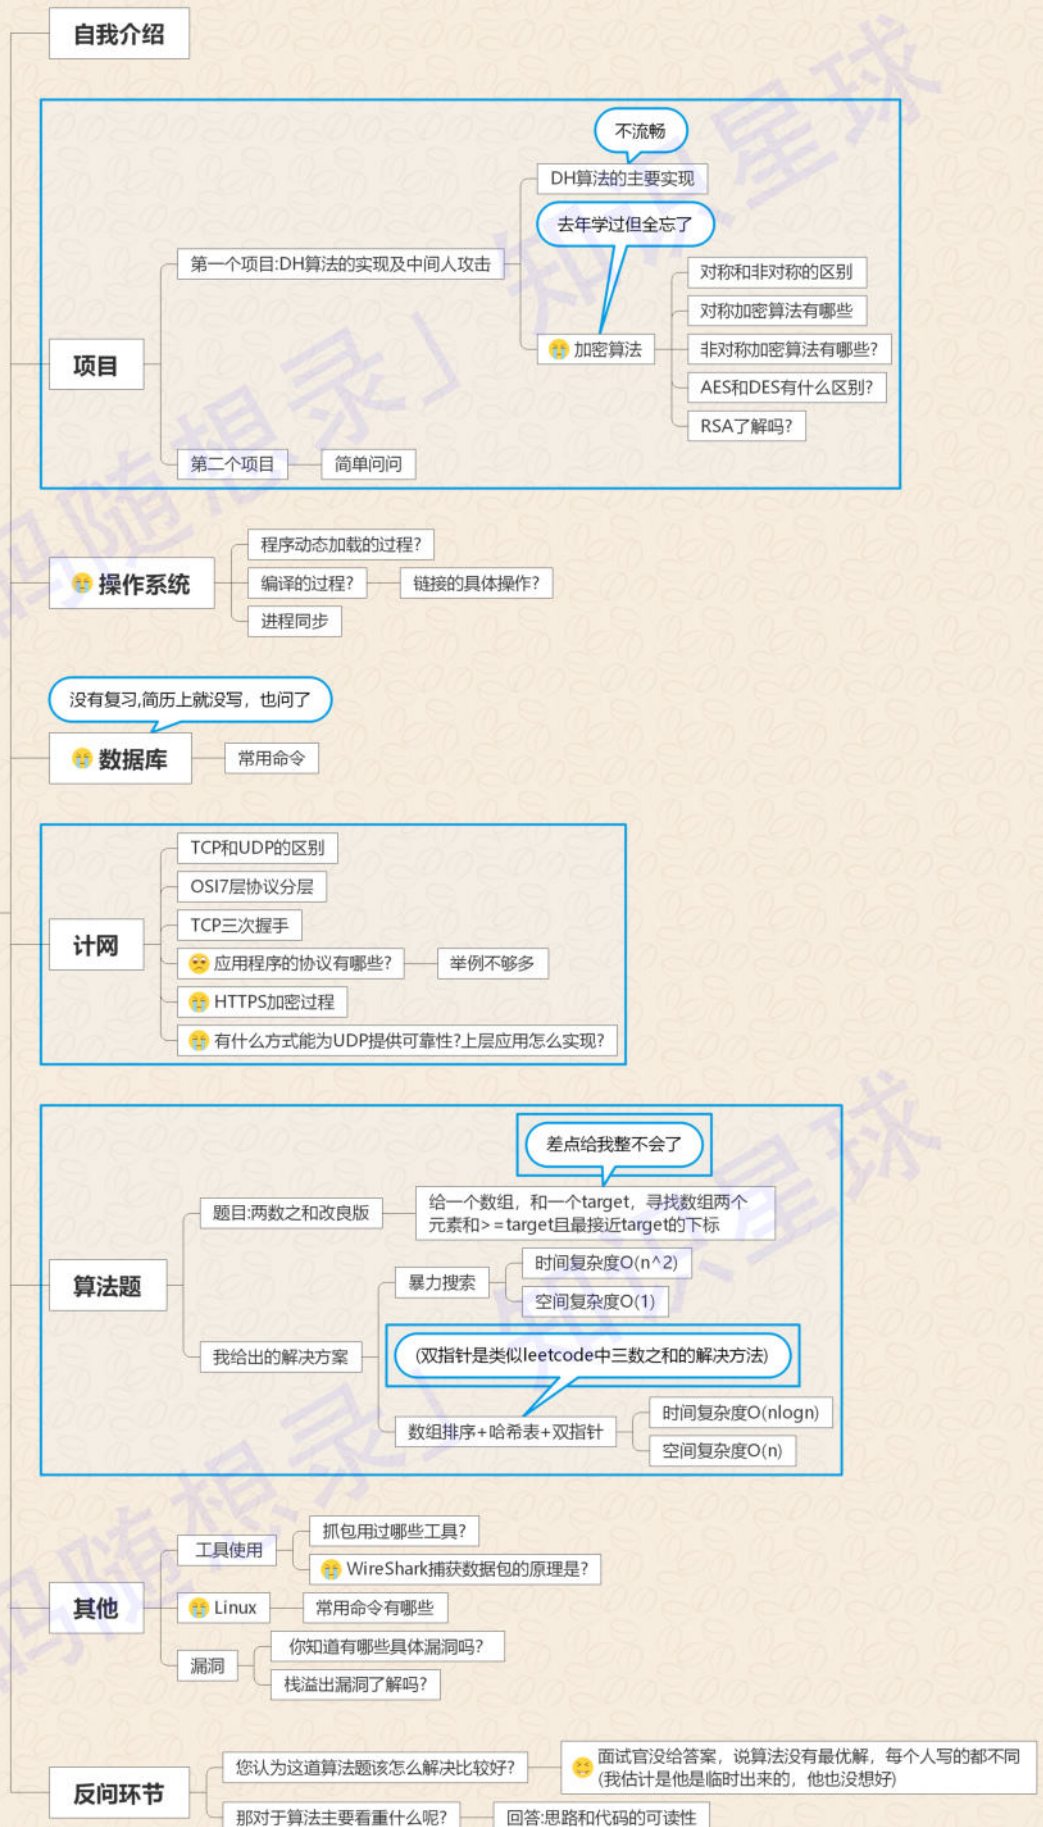 自我介绍
不流畅
DH算法的主要实现
去年学过但全忘了
第一个项目:DH算法的实现及中间人攻击
对称和非对称的区别
对称加密算法有哪些
加密算法
非对称加密算法有哪些?
项目
AES和DES有什么区别?
RSA了解吗?
第二个项目
简单问问
程序动态加载的过程?
操作系统
编译的过程?
链接的具体操作?
进程同步
没有复习,简历上就没写，也问了
数据库
常用命令
TCP和UDP的区别
OSI7层协议分层
TCP三次握手
计网
应用程序的协议有哪些?
举例不够多
HTTPS加密过程
有什么方式能为UDP提供可靠性?上层应用怎么实现?
差点给我整不会了
题目:两数之和改良版
给一个数组，和一个target，寻找数组两个
元素和>=target且最接近target的下标
算法题
暴力搜索
时间复杂度O(n^2)
空间复杂度O(1)
我给出的解决方案
(双指针是类似leetcode中三数之和的解决方法)
数组排序+哈希表+双指针
时间复杂度O(nlogn)
空间复杂度O(n)
工具使用
抓包用过哪些工具?
WireShark捕获数据包的原理是?
其他
Linux
常用命令有哪些
漏洞
你知道有哪些具体漏洞吗?
栈溢出漏洞了解吗?
反问环节
您认为这道算法题该怎么解决比较好?
面试官没给答案，说算法没有最优解，每个人写的都不同
(我估计是他是临时出来的，他也没想好)
那对于算法主要看重什么呢?
回答:思路和代码的可读性
码随想录」知识星球
码随想录」知识星球